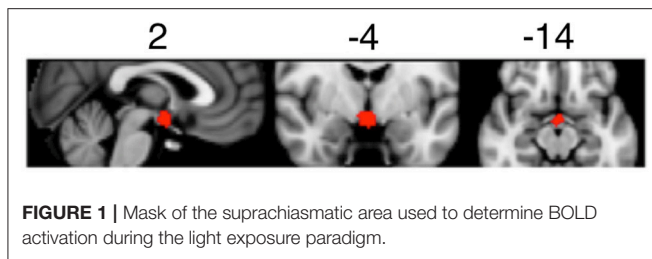 2 -4 -14
FIGURE 1 | Mask of the suprachiasmatic area used to determine BOLD
activation during the light exposure paradigm.